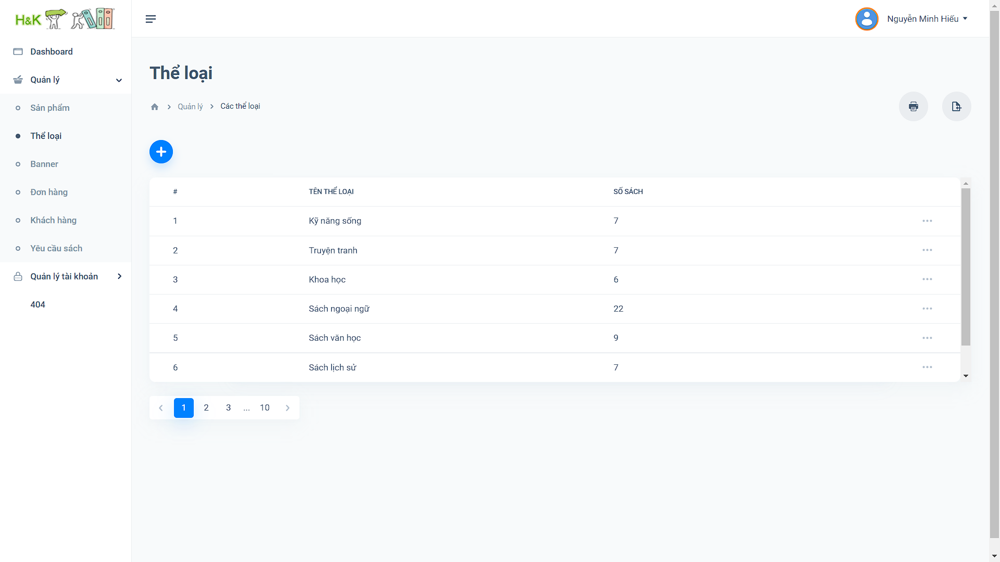 H&K
Nguyễn Minh Hiếu
Dashboard
Quản lý
Sản phẩm
Thể loại
Banner
Đơn hàng
Khách hàng
Yêu cầu sách
Quản lý tài khoản
404
Thể loại
Quản lý Các thể loại
# TÊN THỂ LOẠI SỐ SÁCH
1 Kỹ năng sống 7
2 Truyện tranh 7
3 Khoa học 6
4 Sách ngoại ngữ 22
5 Sách văn học 9
6 Sách lịch sử 7
1 2 3 ... 10